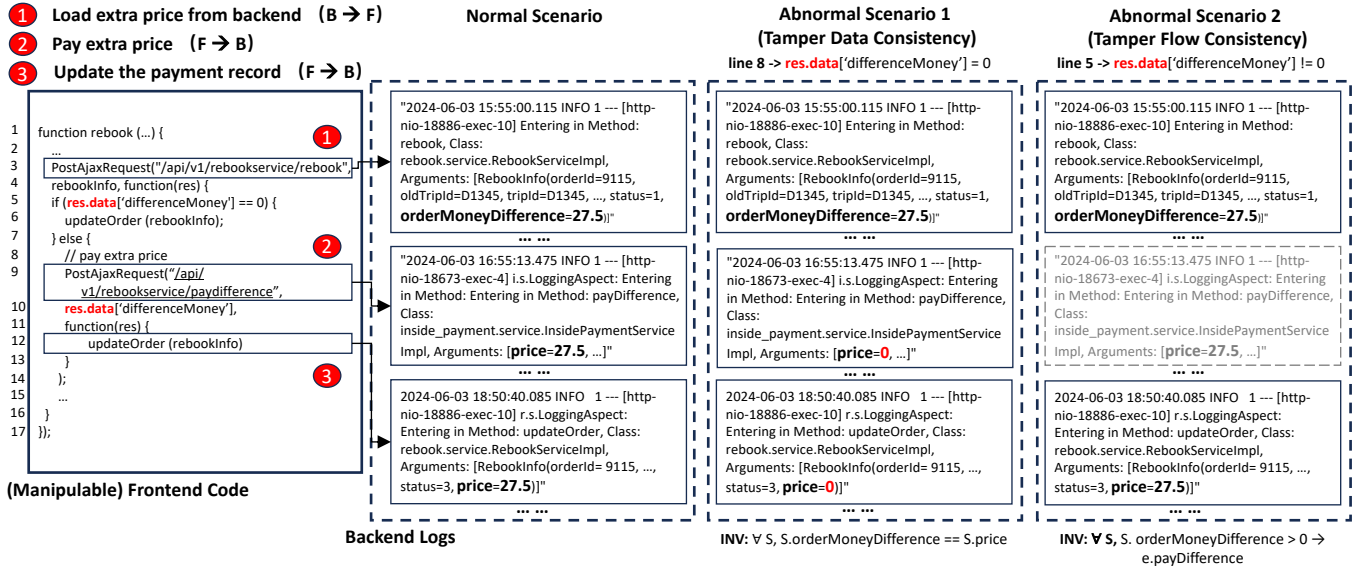 1 Load extra price from backend (B → F)
2 Pay extra price (F → B)
3 Update the payment record (F → B)
1 function rebook (…) {
2 …
3 PostAjaxRequest("/api/v1/rebookservice/rebook",
4 rebookInfo, function(res) {
5 if (res.data['differenceMoney'] == 0) {
6 updateOrder (rebookInfo);
7 } else {
8 // pay extra price
9 PostAjaxRequest("/api/
v1/rebookservice/paydifference",
10 res.data['differenceMoney'],
11 function(res) {
12 updateOrder (rebookInfo)
13 }
14 );
15 …
16 }
17 });
1
2
3
(Manipulable) Frontend Code
Normal Scenario
"2024-06-03 15:55:00.115 INFO 1 --- [http-
nio-18886-exec-10] Entering in Method:
rebook, Class:
rebook.service.RebookServiceImpl,
Arguments: [RebookInfo(orderId=9115,
oldTripId=D1345, tripId=D1345, …, status=1,
orderMoneyDifference=27.5)]"
… …
"2024-06-03 16:55:13.475 INFO 1 --- [http-
nio-18673-exec-4] i.s.LoggingAspect: Entering
in Method: Entering in Method: payDifference,
Class:
inside_payment.service.InsidePaymentService
Impl, Arguments: [price=27.5, …]"
… …
2024-06-03 18:50:40.085 INFO 1 --- [http-
nio-18886-exec-10] r.s.LoggingAspect:
Entering in Method: updateOrder, Class:
rebook.service.RebookServiceImpl,
Arguments: [RebookInfo(orderId= 9115, …,
status=3, price=27.5)]"
… …
Backend Logs
Abnormal Scenario 1
(Tamper Data Consistency)
line 8 -> res.data['differenceMoney'] = 0
"2024-06-03 15:55:00.115 INFO 1 --- [http-
nio-18886-exec-10] Entering in Method:
rebook, Class:
rebook.service.RebookServiceImpl,
Arguments: [RebookInfo(orderId=9115,
oldTripId=D1345, tripId=D1345, …, status=1,
orderMoneyDifference=27.5)]"
… …
"2024-06-03 16:55:13.475 INFO 1 --- [http-
nio-18673-exec-4] i.s.LoggingAspect: Entering
in Method: Entering in Method: payDifference,
Class:
inside_payment.service.InsidePaymentService
Impl, Arguments: [price=0, …]"
… …
2024-06-03 18:50:40.085 INFO 1 --- [http-
nio-18886-exec-10] r.s.LoggingAspect:
Entering in Method: updateOrder, Class:
rebook.service.RebookServiceImpl,
Arguments: [RebookInfo(orderId= 9115, …,
status=3, price=0)]"
… …
INV: ∀ S, S.orderMoneyDifference == S.price
Abnormal Scenario 2
(Tamper Flow Consistency)
line 5 -> res.data['differenceMoney'] != 0
"2024-06-03 15:55:00.115 INFO 1 --- [http-
nio-18886-exec-10] Entering in Method:
rebook, Class:
rebook.service.RebookServiceImpl,
Arguments: [RebookInfo(orderId=9115,
oldTripId=D1345, tripId=D1345, …, status=1,
orderMoneyDifference=27.5)]"
… …
"2024-06-03 16:55:13.475 INFO 1 --- [http-
nio-18673-exec-4] i.s.LoggingAspect: Entering
in Method: Entering in Method: payDifference,
Class:
inside_payment.service.InsidePaymentService
Impl, Arguments: [price=27.5, …]"
… …
2024-06-03 18:50:40.085 INFO 1 --- [http-
nio-18886-exec-10] r.s.LoggingAspect:
Entering in Method: updateOrder, Class:
rebook.service.RebookServiceImpl,
Arguments: [RebookInfo(orderId= 9115, …,
status=3, price=27.5)]"
… …
INV: ∀ S, S. orderMoneyDifference > 0 →
e.payDifference